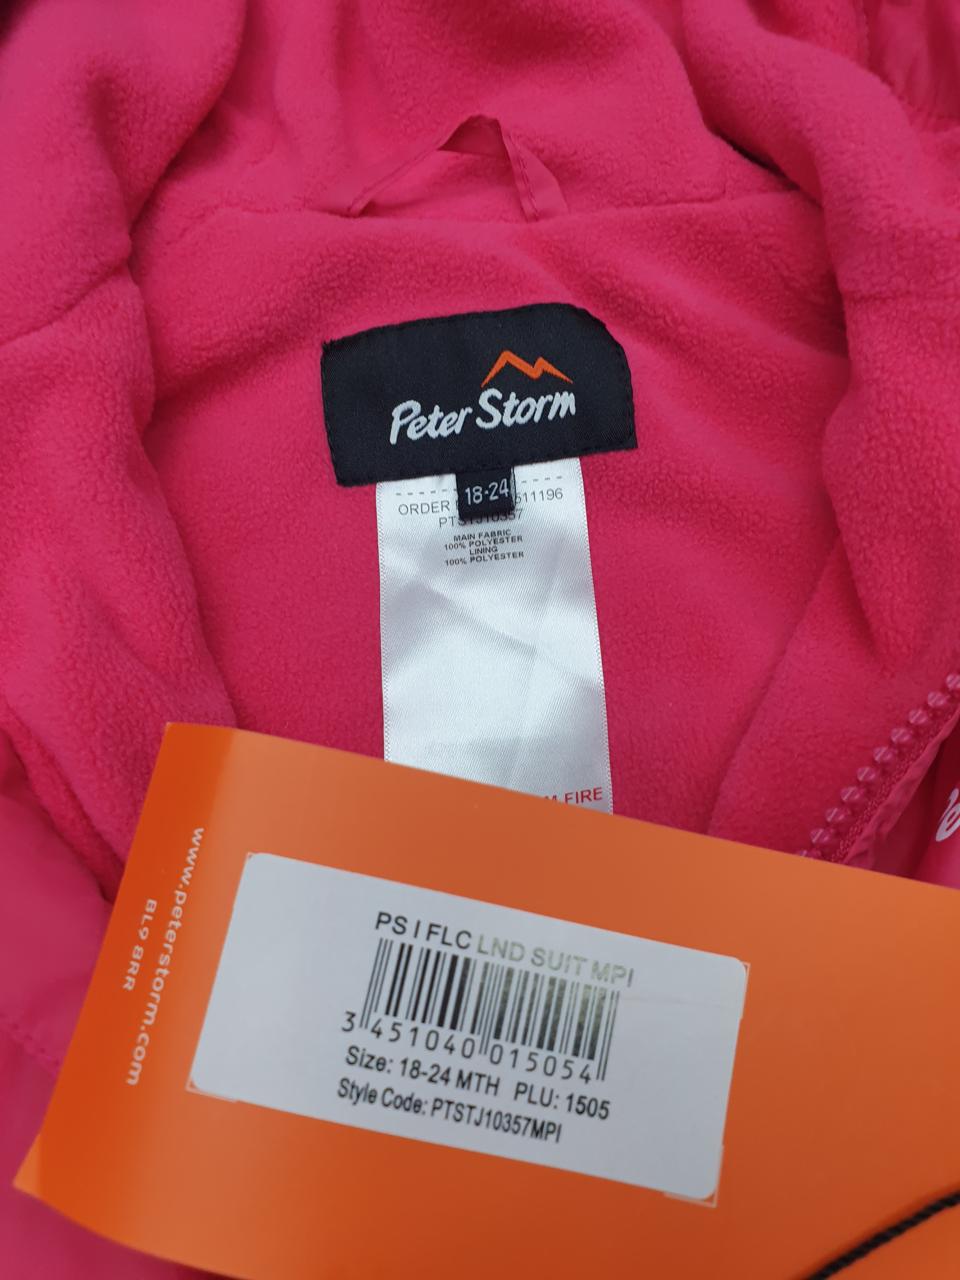 Peter Storm
18-24
ORDER 511196
PTSTJ10357
MAIN FABRIC
100% POLYESTER
LINING
100% POLYESTER
FIRE
www.peterstorm.com
BL9 8RR
PS I FLC LND SUIT MPI
3 451040 015054
Size: 18-24 MTH PLU: 1505
Style Code: PTSTJ10357MPI